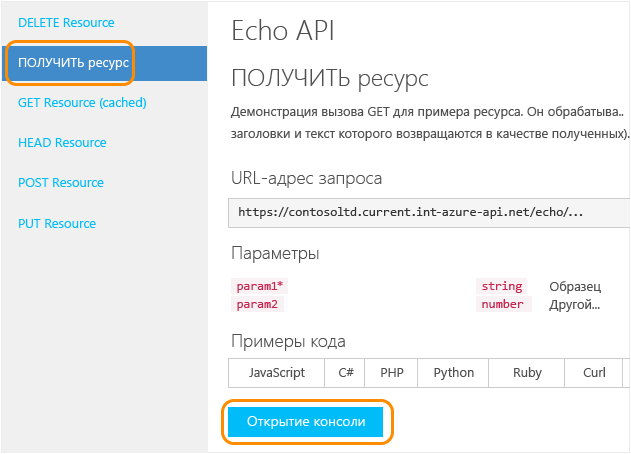 DELETE Resource
ПОЛУЧИТЬ ресурс
GET Resource (cached)
HEAD Resource
POST Resource
PUT Resource
Echo API
ПОЛУЧИТЬ ресурс
Демонстрация вызова GET для примера ресурса. Он обрабатыва..
заголовки и текст которого возвращаются в качестве полученных).
URL-адрес запроса
https://contosoltd.current.int-azure-api.net/echo/...
Параметры
param1* string Образец
param2 number Другой...
Примеры кода
JavaScript C# PHP Python Ruby Curl
Открытие консоли